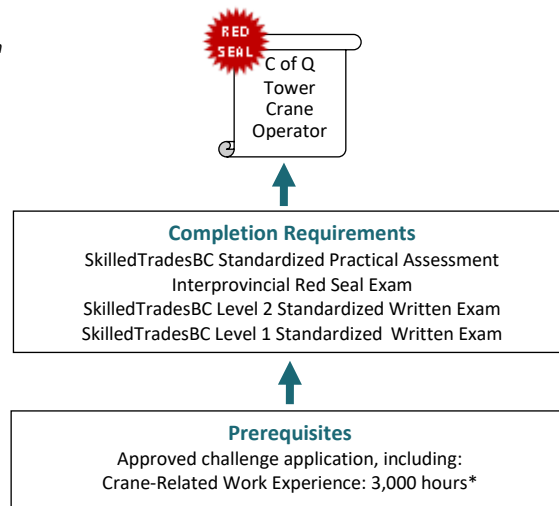 RED
SEAL
C of Q
Tower
Crane
Operator
Completion Requirements
SkilledTradesBC Standardized Practical Assessment
Interprovincial Red Seal Exam
SkilledTradesBC Level 2 Standardized Written Exam
SkilledTradesBC Level 1 Standardized Written Exam
Prerequisites
Approved challenge application, including:
Crane-Related Work Experience: 3,000 hours*